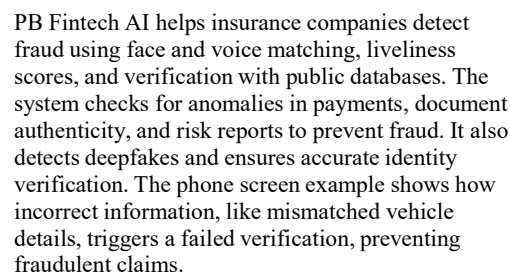 PB Fintech AI helps insurance companies detect
fraud using face and voice matching, liveliness
scores, and verification with public databases. The
system checks for anomalies in payments, document
authenticity, and risk reports to prevent fraud. It also
detects deepfakes and ensures accurate identity
verification. The phone screen example shows how
incorrect information, like mismatched vehicle
details, triggers a failed verification, preventing
fraudulent claims.